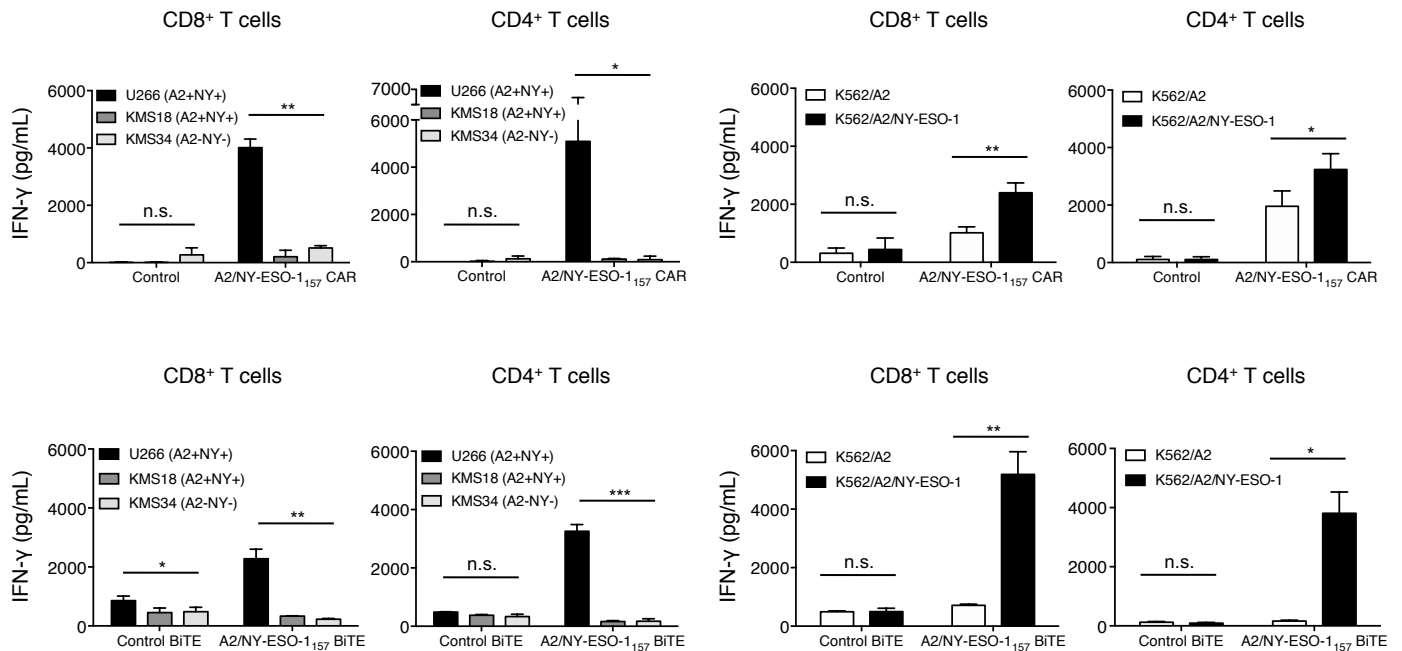 CD8⁺ T cells
CD4⁺ T cells
CD8⁺ T cells
CD4⁺ T cells
IFN-γ (pg/mL)
6000
4000
2000
0
U266 (A2+NY+)
KMS18 (A2+NY+)
KMS34 (A2-NY-)
n.s.
**
Control
A2/NY-ESO-1₁₅₇ CAR
7000
6000
4000
2000
0
U266 (A2+NY+)
KMS18 (A2+NY+)
KMS34 (A2-NY-)
n.s.
*
Control
A2/NY-ESO-1₁₅₇ CAR
IFN-γ (pg/mL)
6000
4000
2000
0
K562/A2
K562/A2/NY-ESO-1
n.s.
**
Control
A2/NY-ESO-1₁₅₇ CAR
6000
4000
2000
0
K562/A2
K562/A2/NY-ESO-1
n.s.
*
Control
A2/NY-ESO-1₁₅₇ CAR
CD8⁺ T cells
CD4⁺ T cells
CD8⁺ T cells
CD4⁺ T cells
IFN-γ (pg/mL)
6000
4000
2000
0
U266 (A2+NY+)
KMS18 (A2+NY+)
KMS34 (A2-NY-)
*
**
Control BiTE
A2/NY-ESO-1₁₅₇ BiTE
6000
4000
2000
0
U266 (A2+NY+)
KMS18 (A2+NY+)
KMS34 (A2-NY-)
n.s.
***
Control BiTE
A2/NY-ESO-1₁₅₇ BiTE
IFN-γ (pg/mL)
6000
4000
2000
0
K562/A2
K562/A2/NY-ESO-1
n.s.
**
Control BiTE
A2/NY-ESO-1₁₅₇ BiTE
6000
4000
2000
0
K562/A2
K562/A2/NY-ESO-1
n.s.
*
Control BiTE
A2/NY-ESO-1₁₅₇ BiTE